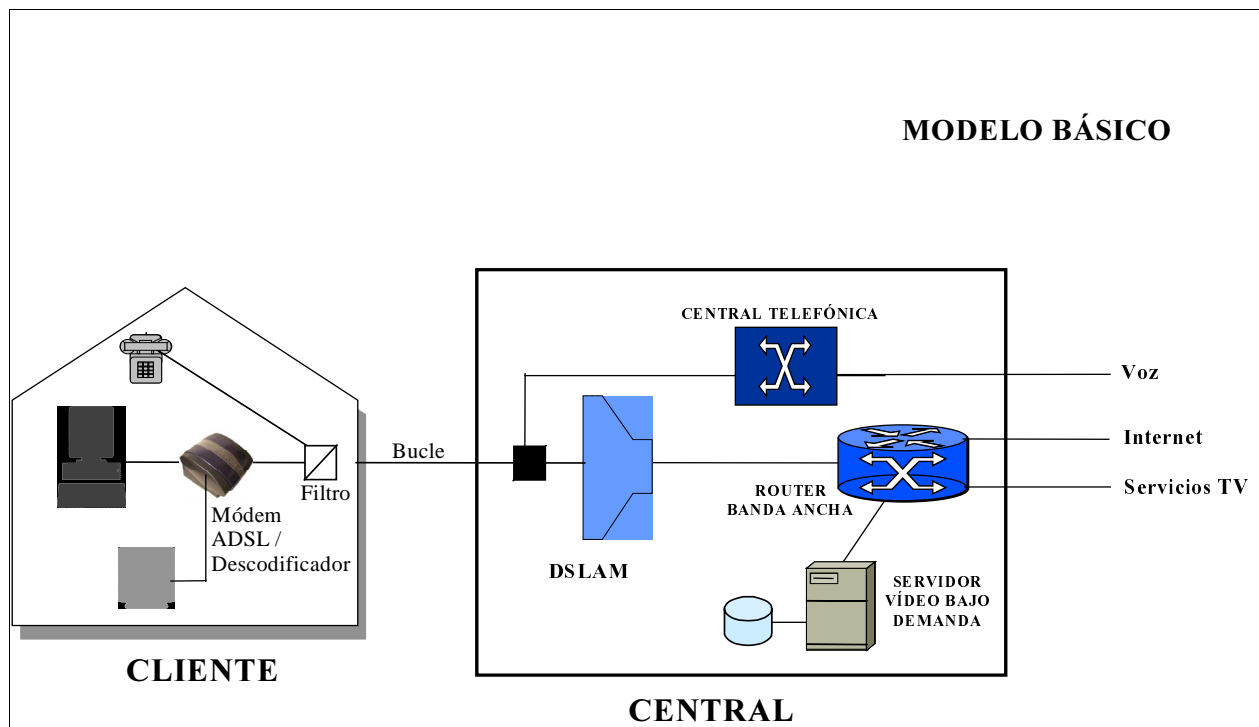 MODELO BÁSICO
CENTRAL TELEFÓNICA
Voz
Internet
Servicios TV
Bucle
Filtro
Módem
ADSL /
Descodificador
ROUTER
BANDA ANCHA
DSLAM
SERVIDOR
VÍDEO BAJO
DEMANDA
CLIENTE
CENTRAL